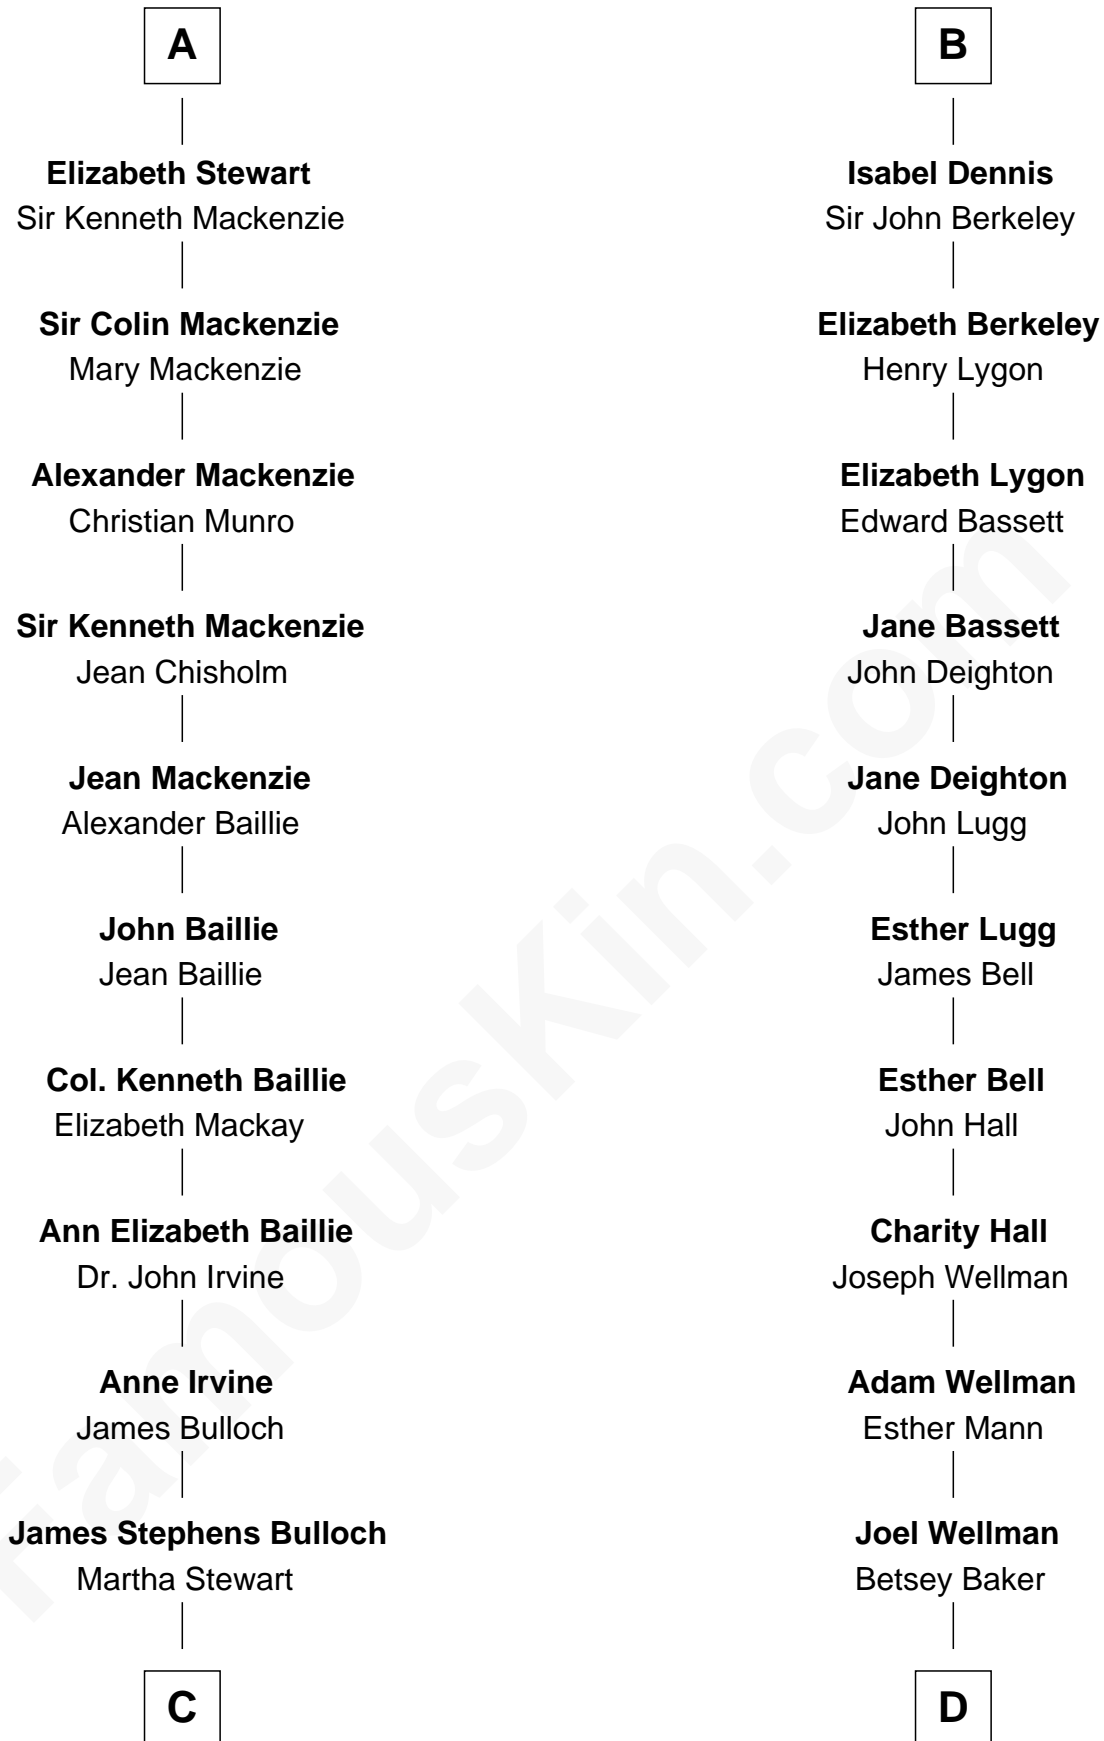 A
Elizabeth Stewart
Sir Kenneth Mackenzie
Sir Colin Mackenzie
Mary Mackenzie
Alexander Mackenzie
Christian Munro
Sir Kenneth Mackenzie
Jean Chisholm
Jean Mackenzie
Alexander Baillie
John Baillie
Jean Baillie
Col. Kenneth Baillie
Elizabeth Mackay
Ann Elizabeth Baillie
Dr. John Irvine
Anne Irvine
James Bulloch
James Stephens Bulloch
Martha Stewart
C
B
Isabel Dennis
Sir John Berkeley
Elizabeth Berkeley
Henry Lygon
Elizabeth Lygon
Edward Bassett
Jane Bassett
John Deighton
Jane Deighton
John Lugg
Esther Lugg
James Bell
Esther Bell
John Hall
Charity Hall
Joseph Wellman
Adam Wellman
Esther Mann
Joel Wellman
Betsey Baker
D
FamousKin.com